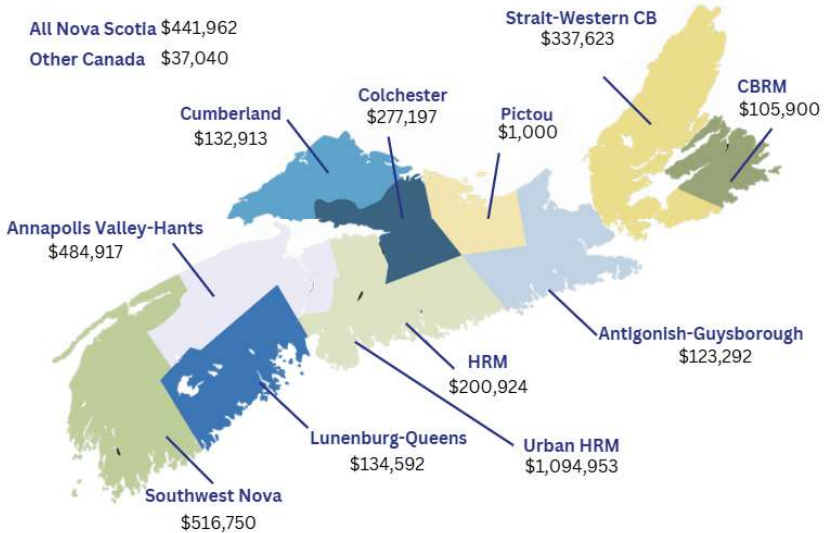 All Nova Scotia $441,962
Other Canada $37,040
Strait-Western CB
$337,623
CBRM
$105,900
Colchester
$277,197
Pictou
$1,000
Cumberland
$132,913
Annapolis Valley-Hants
$484,917
Antigonish-Guysborough
$123,292
HRM
$200,924
Lunenburg-Queens
$134,592
Urban HRM
$1,094,953
Southwest Nova
$516,750